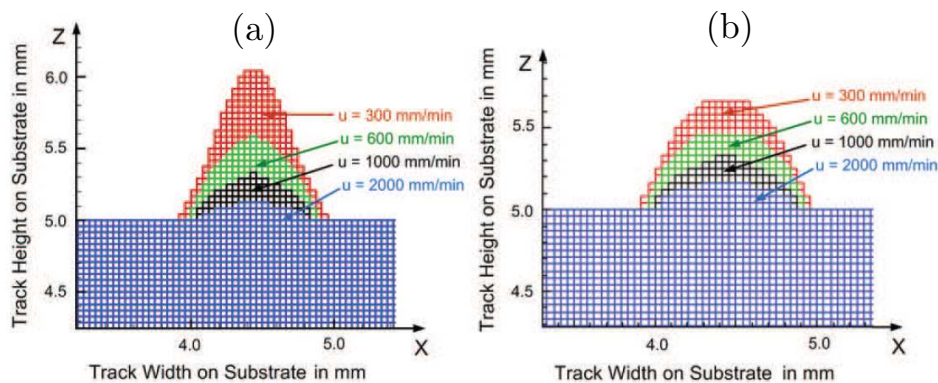 (a)
Z
Track Height on Substrate in mm
6.0
5.5
5.0
4.5
u = 300 mm/min
u = 600 mm/min
u = 1000 mm/min
u = 2000 mm/min
4.0
5.0
X
Track Width on Substrate in mm
(b)
Z
Track Height on Substrate in mm
5.5
5.0
4.5
u = 300 mm/min
u = 600 mm/min
u = 1000 mm/min
u = 2000 mm/min
4.0
5.0
X
Track Width on Substrate in mm